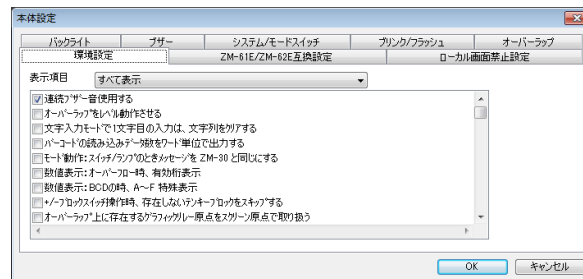 本体設定
バックライト ブザー システム/モードスイッチ ブリンク/フラッシュ オーバーラップ
環境設定 ZM-61E/ZM-62E互換設定 ローカル画面禁止設定
表示項目 すべて表示
連続ブザー音使用する
オーバーラップをレベル動作させる
文字入力モードで1文字目の入力は、文字列をクリアする
バーコードの読み込みデータ数をワード単位で出力する
モード動作:スイッチ/ランプのときメッセージを ZM-30 と同じにする
数値表示:オーバーフロー時、有効桁表示
数値表示:BCDの時、A~F 特殊表示
+/-ブロックスイッチ操作時、存在しないテンキーブロックをスキップする
オーバーラップ上に存在するグラフィックリレー原点をスクリーン原点で取り扱う
OK キャンセル